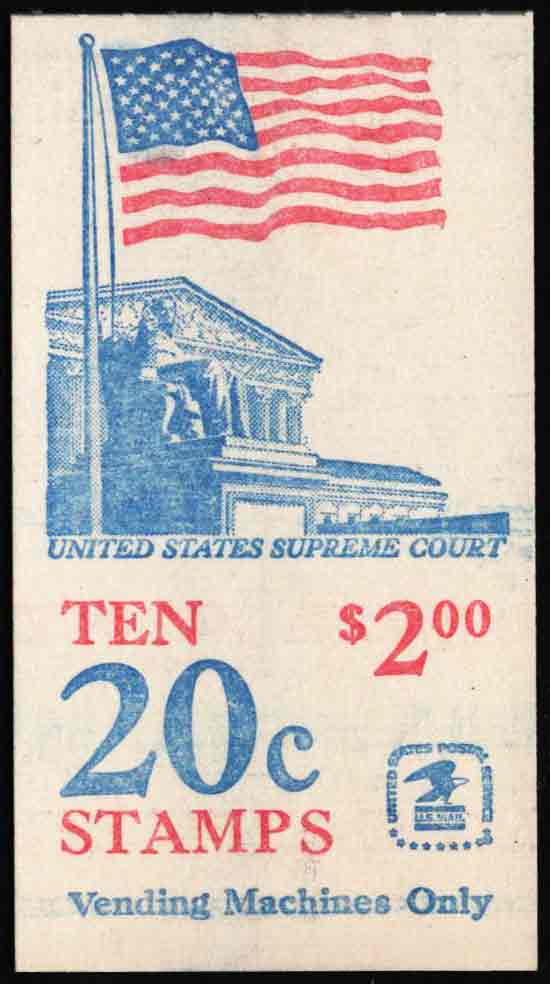 UNITED STATES SUPREME COURT
TEN
$2.00
20c
STAMPS
UNITED STATES POSTAL SERVICE
U.S. MAIL
Vending Machines Only